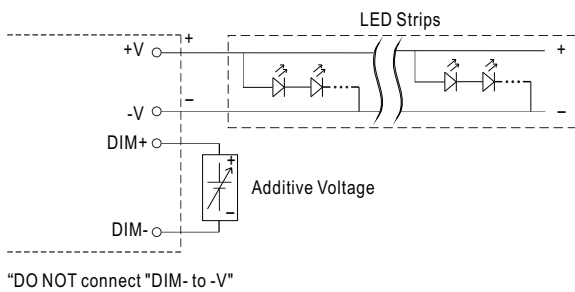 LED Strips
+V +
+
-V −
−
DIM+
+
Additive Voltage
−
DIM-
“DO NOT connect "DIM- to -V"